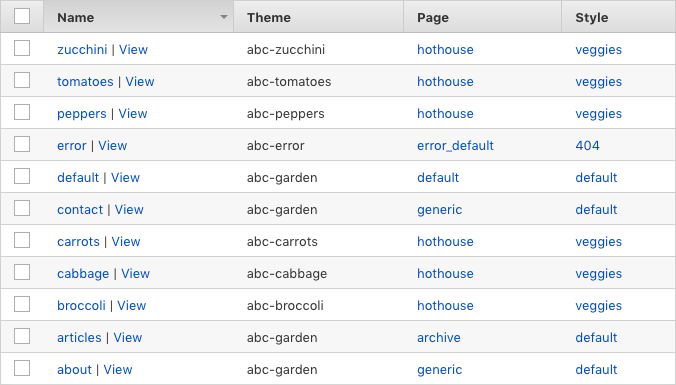 Name Theme Page Style
zucchini | View abc-zucchini hothouse veggies
tomatoes | View abc-tomatoes hothouse veggies
peppers | View abc-peppers hothouse veggies
error | View abc-error error_default 404
default | View abc-garden default default
contact | View abc-garden generic default
carrots | View abc-carrots hothouse veggies
cabbage | View abc-cabbage hothouse veggies
broccoli | View abc-broccoli hothouse veggies
articles | View abc-garden archive default
about | View abc-garden generic default